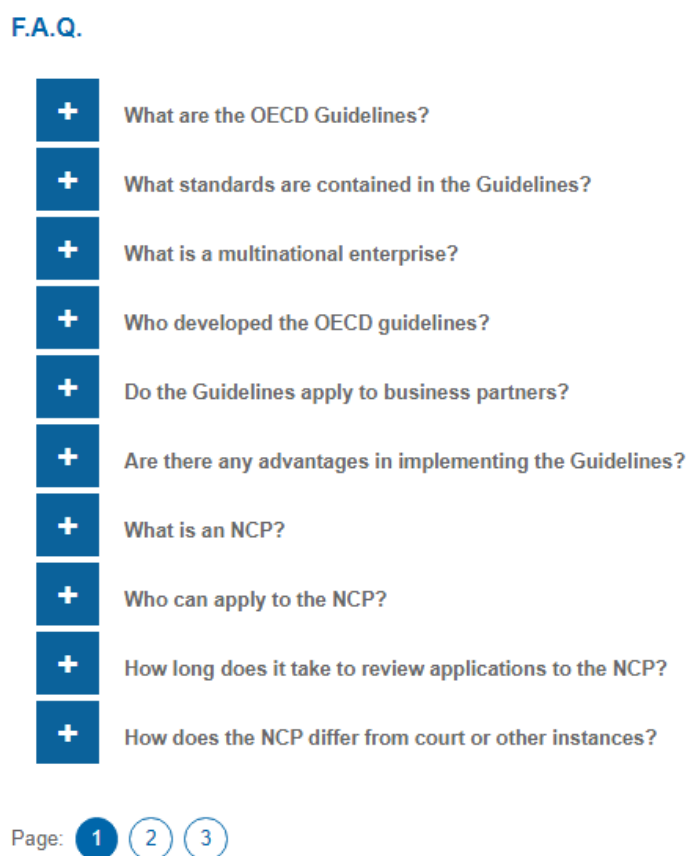 F.A.Q.
+ What are the OECD Guidelines?
+ What standards are contained in the Guidelines?
+ What is a multinational enterprise?
+ Who developed the OECD guidelines?
+ Do the Guidelines apply to business partners?
+ Are there any advantages in implementing the Guidelines?
+ What is an NCP?
+ Who can apply to the NCP?
+ How long does it take to review applications to the NCP?
+ How does the NCP differ from court or other instances?
Page: 1 2 3